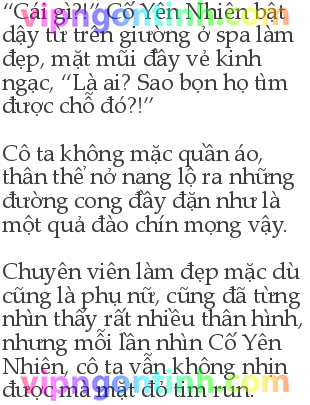 “Cái gì?!” Cố Yên Nhiên bật
dậy từ trên giường ở spa làm
đẹp, mặt mũi đầy vẻ kinh
ngạc, “Là ai? Sao bọn họ tìm
được chỗ đó?!”
Cô ta không mặc quần áo,
thân thể nở nang lộ ra những
đường cong đầy đặn như là
một quả đào chín mọng vậy.
Chuyên viên làm đẹp mặc dù
cũng là phụ nữ, cũng đã từng
nhìn thấy rất nhiều thân hình,
nhưng mỗi lần nhìn Cố Yên
Nhiên, cô ta vẫn không nhịn
được mà mặt đỏ tim run.
vipngontinh.com
vipngontinh.com